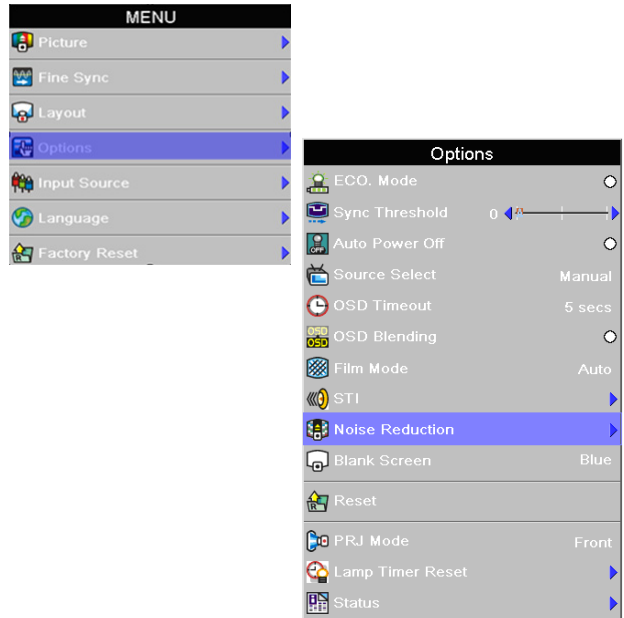 MENU
Picture
Fine Sync
Layout
Options
Input Source
Language
Factory Reset
Options
ECO. Mode
Sync Threshold 0
Auto Power Off
Source Select Manual
OSD Timeout 5 secs
OSD Blending
Film Mode Auto
STI
Noise Reduction
Blank Screen Blue
Reset
PRJ Mode Front
Lamp Timer Reset
Status